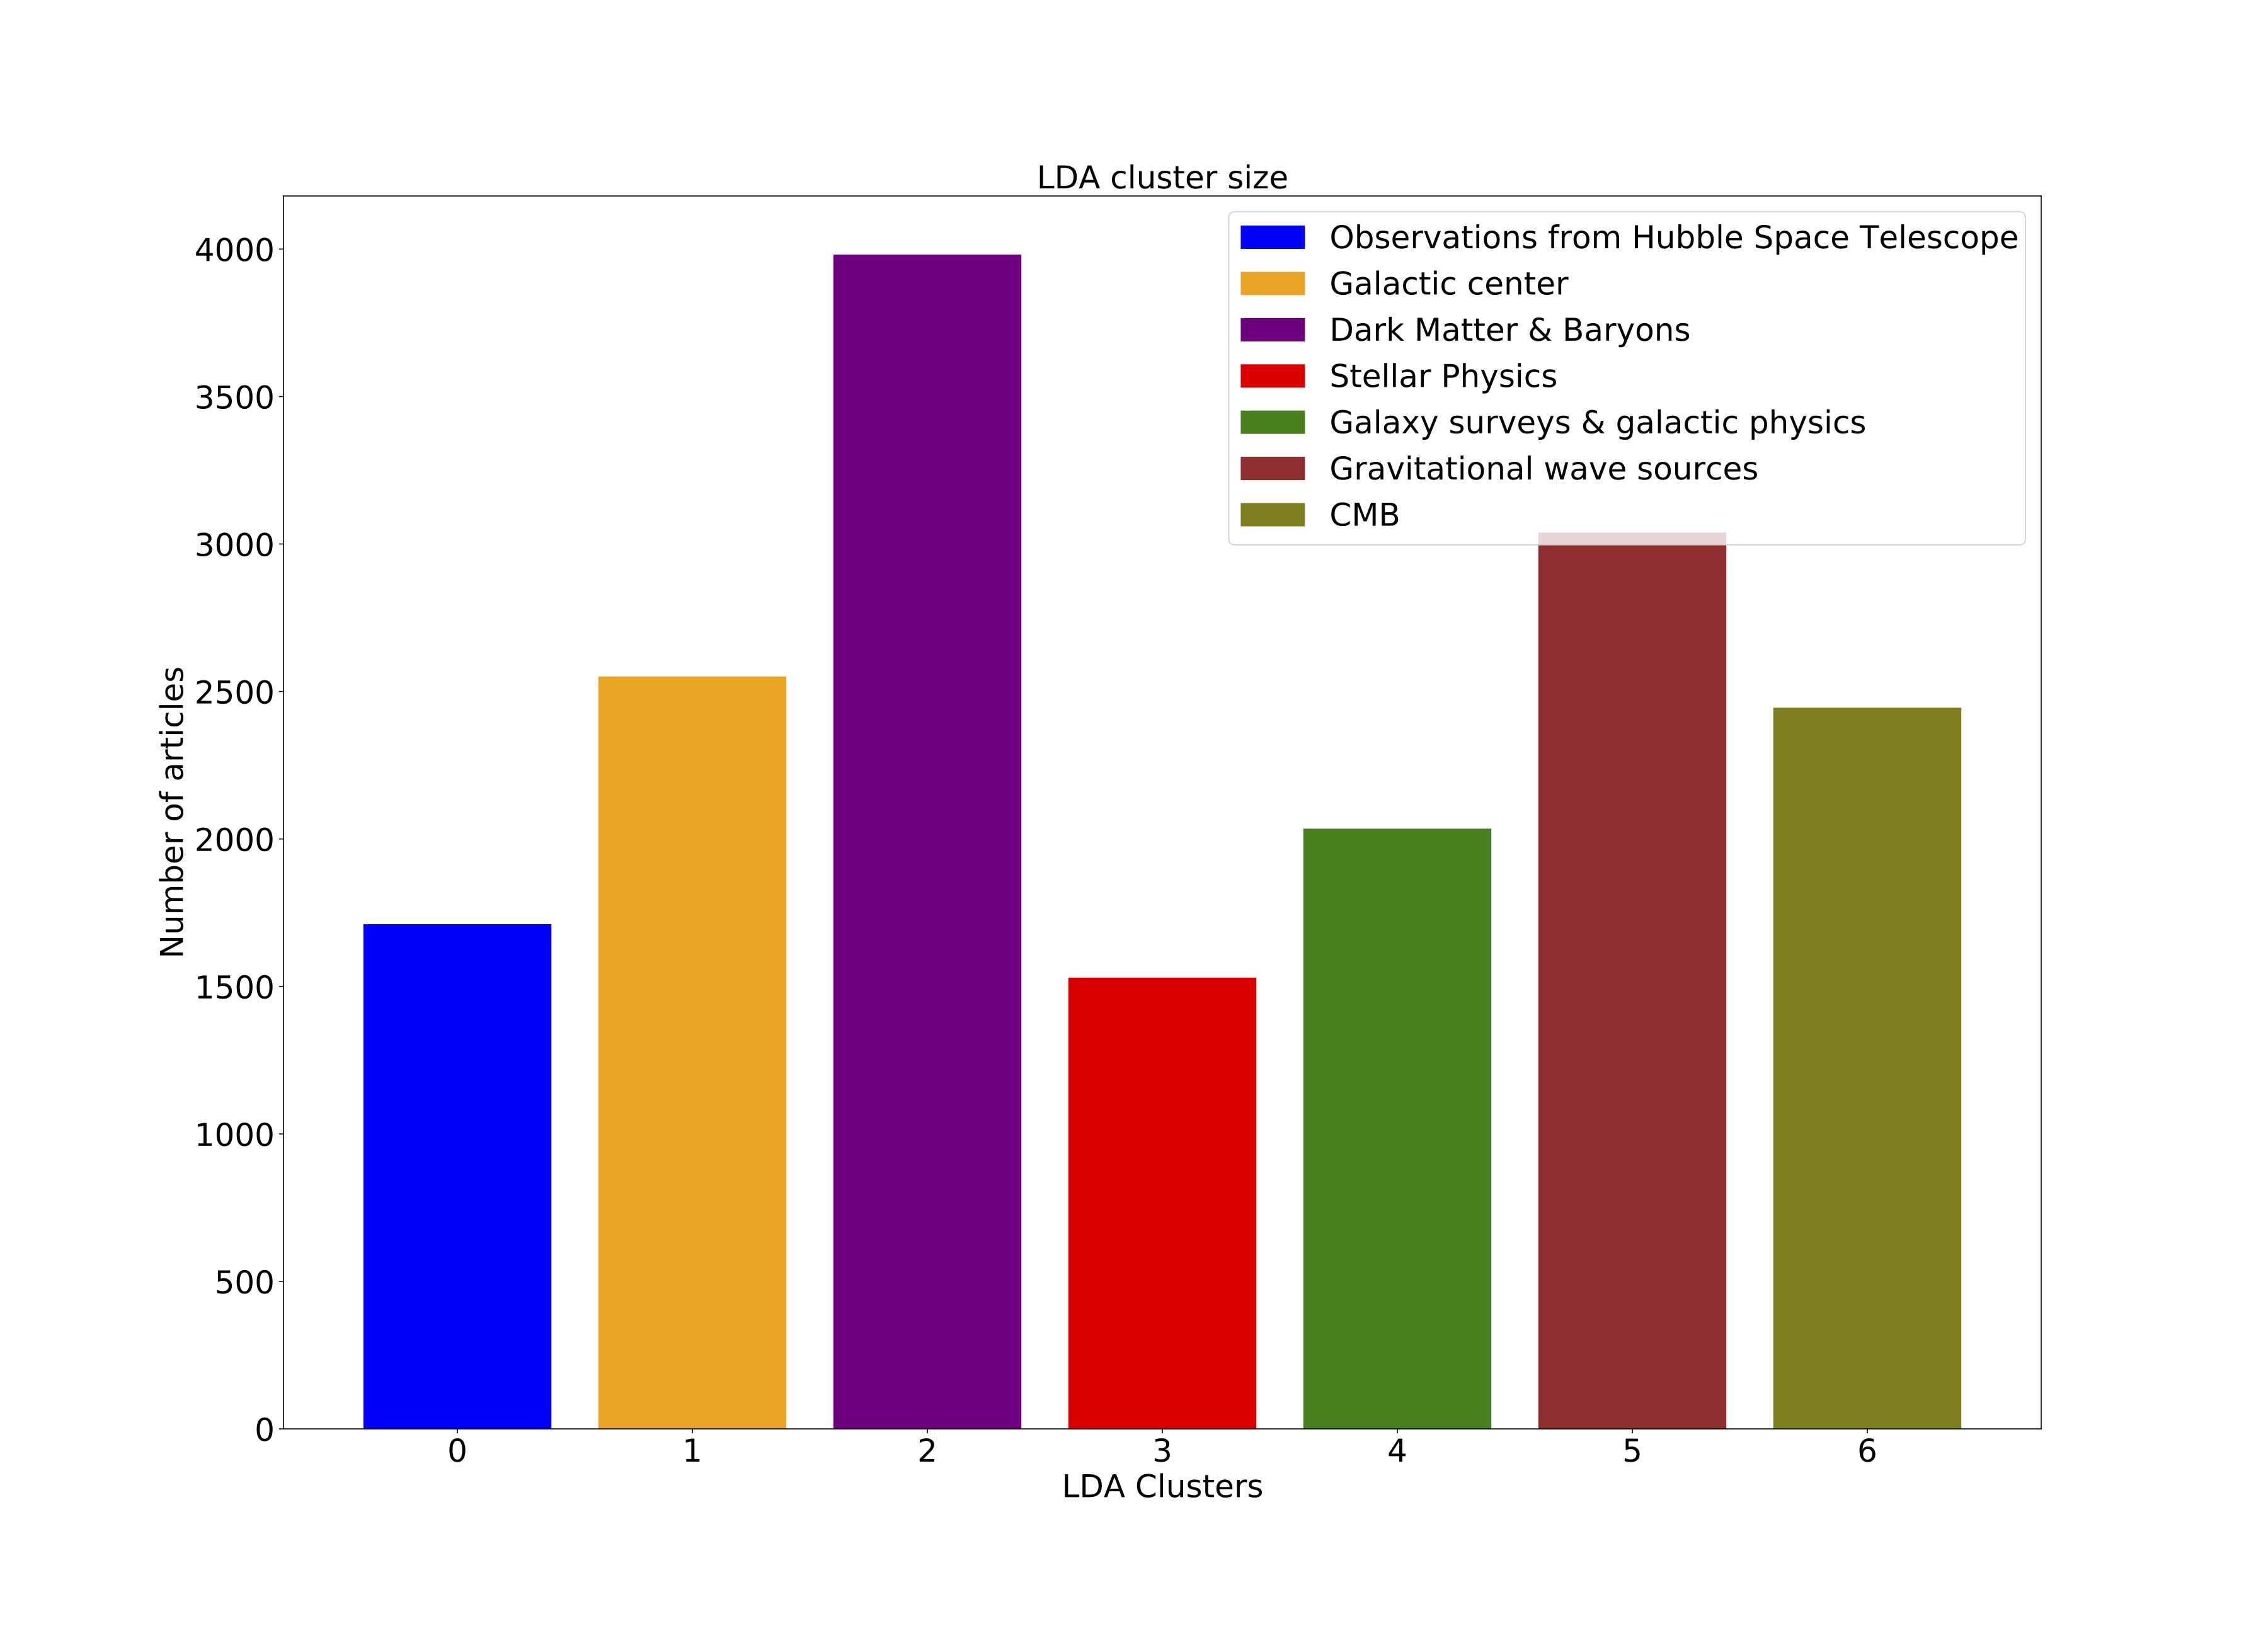 LDA cluster size
Observations from Hubble Space Telescope
Galactic center
Dark Matter & Baryons
Stellar Physics
Galaxy surveys & galactic physics
Gravitational wave sources
CMB
Number of articles
4000
3500
3000
2500
2000
1500
1000
500
0
0 1 2 3 4 5 6
LDA Clusters